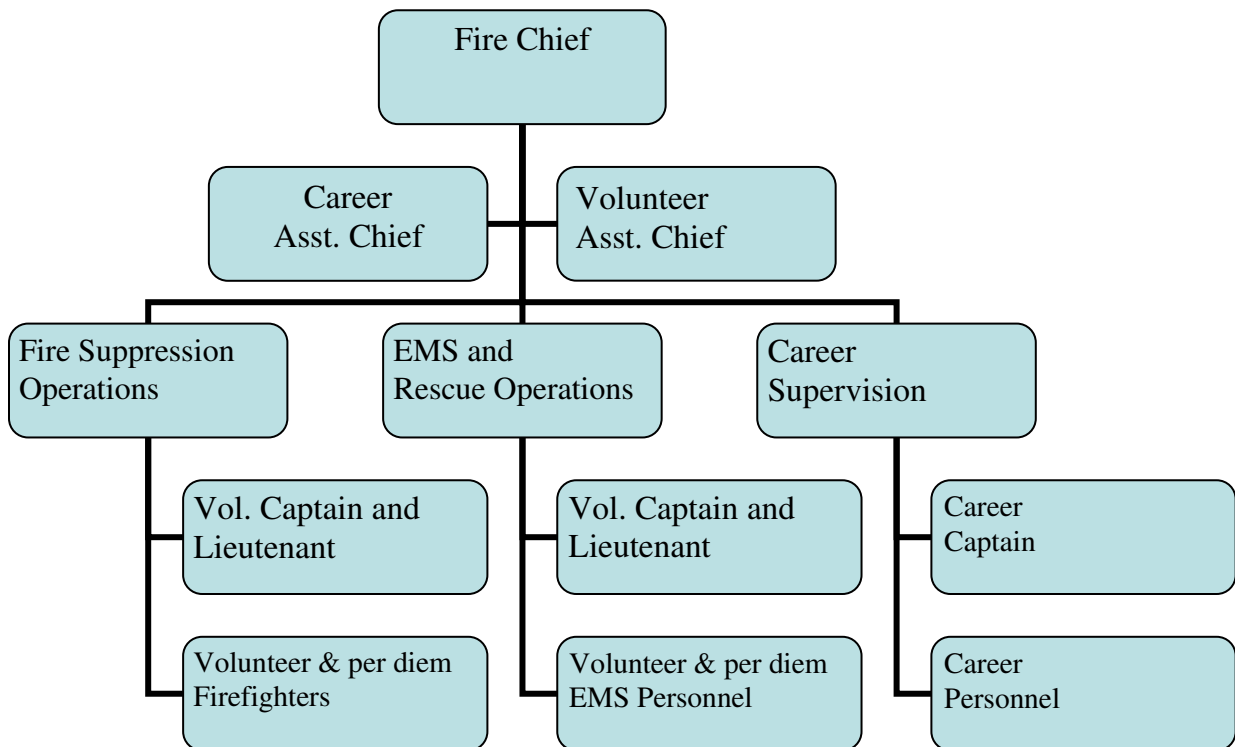 Fire Chief
Career
Asst. Chief
Volunteer
Asst. Chief
Fire Suppression
Operations
EMS and
Rescue Operations
Career
Supervision
Vol. Captain and
Lieutenant
Vol. Captain and
Lieutenant
Career
Captain
Volunteer & per diem
Firefighters
Volunteer & per diem
EMS Personnel
Career
Personnel